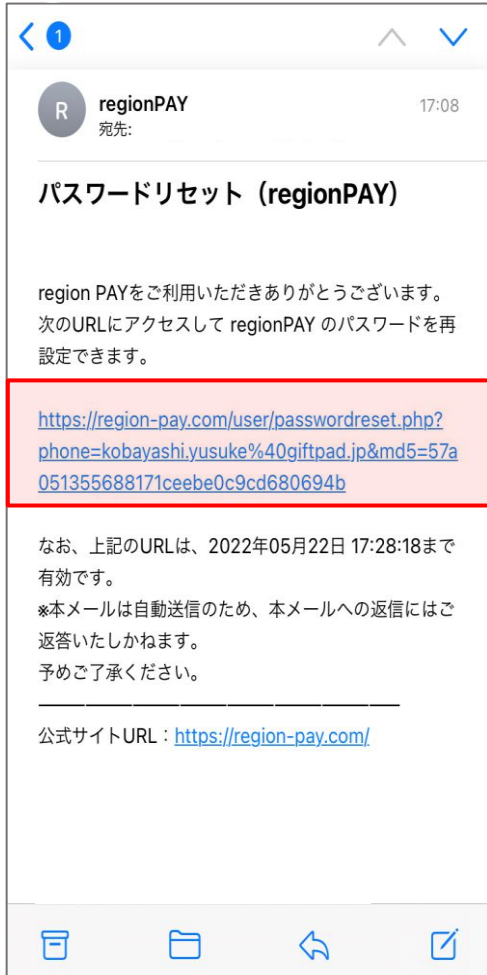 1
R
regionPAY
17:08
宛先:
パスワードリセット（regionPAY）
region PAYをご利用いただきありがとうございます。
次のURLにアクセスして regionPAY のパスワードを再
設定できます。
https://region-pay.com/user/passwordreset.php?
phone=kobayashi.yusuke%40giftpad.jp&md5=57a
051355688171ceebe0c9cd680694b
なお、上記のURLは、2022年05月22日 17:28:18まで
有効です。
※本メールは自動送信のため、本メールへの返信にはご
返答いたしかねます。
予めご了承ください。
公式サイトURL：https://region-pay.com/